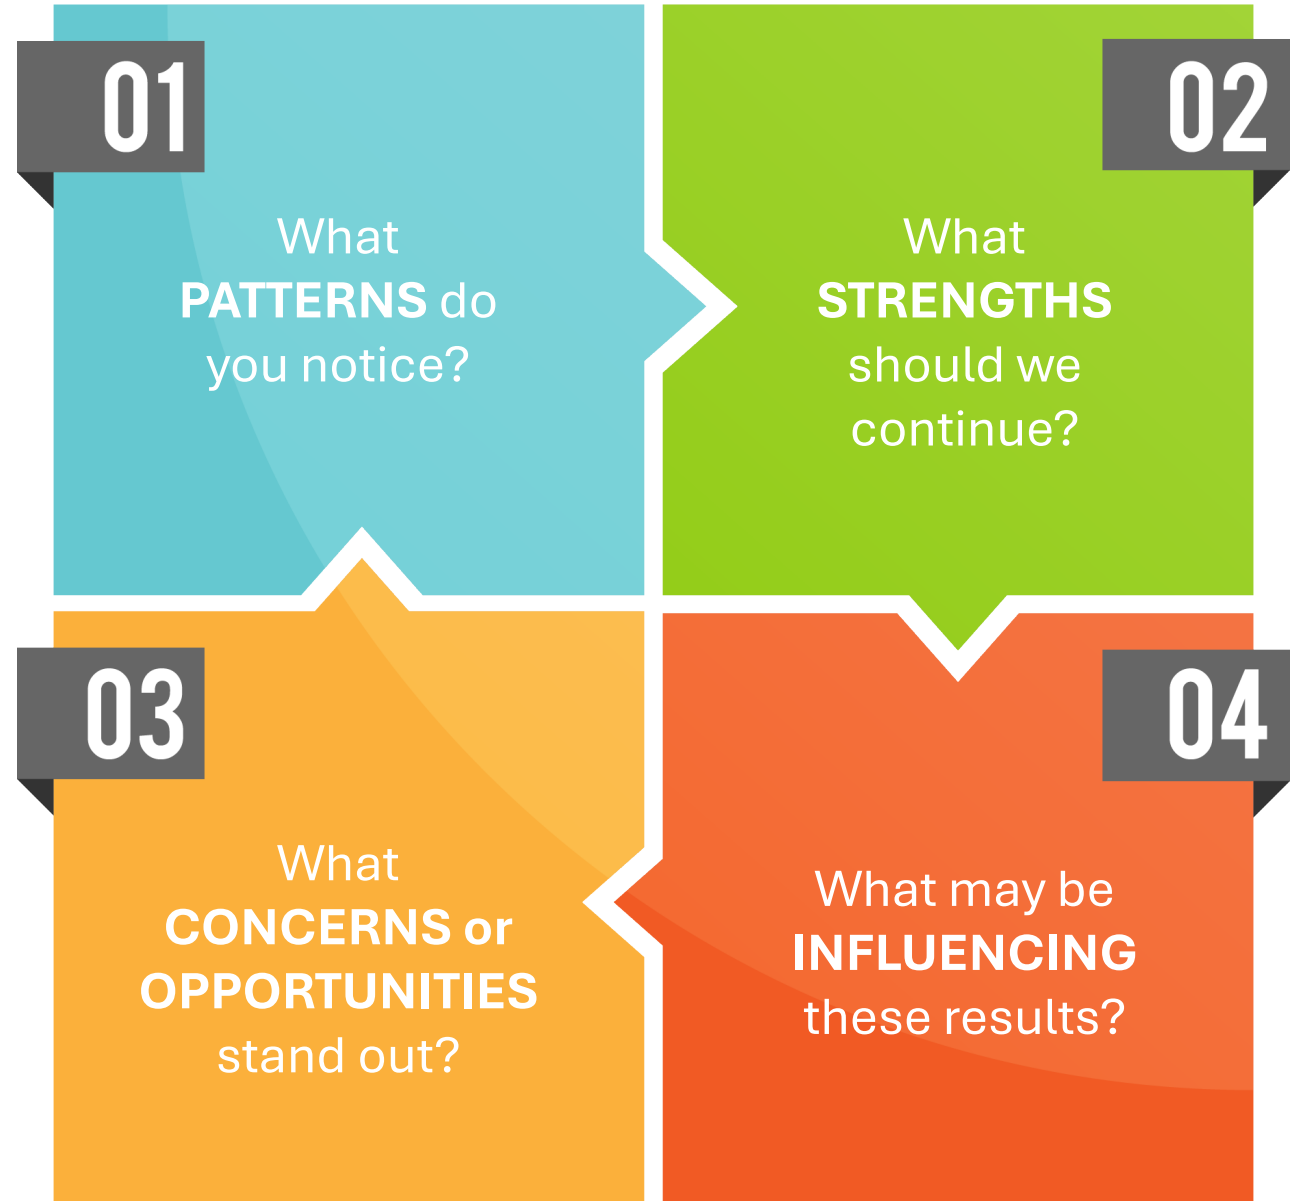 01
What
PATTERNS do
you notice?
02
What
STRENGTHS
should we
continue?
03
What
CONCERNS or
OPPORTUNITIES
stand out?
04
What may be
INFLUENCING
these results?